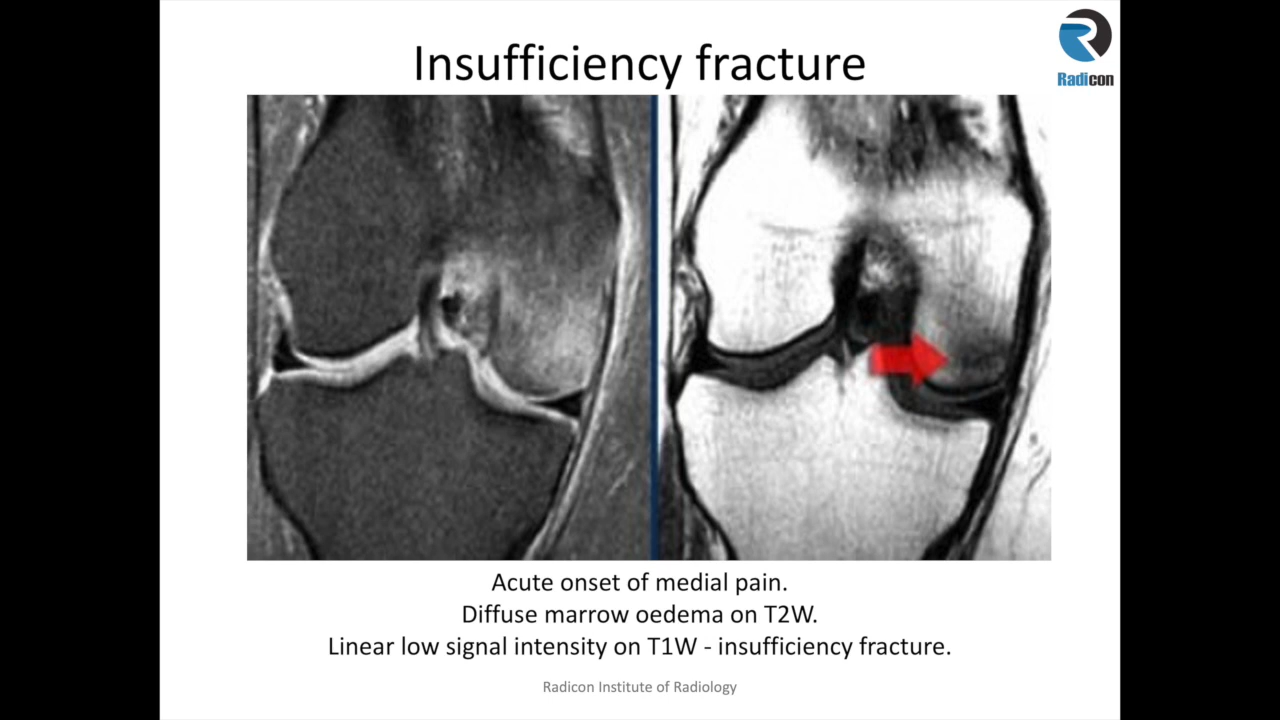 Insufficiency fracture
Radicon
Acute onset of medial pain.
Diffuse marrow oedema on T2W.
Linear low signal intensity on T1W - insufficiency fracture.
Radicon Institute of Radiology